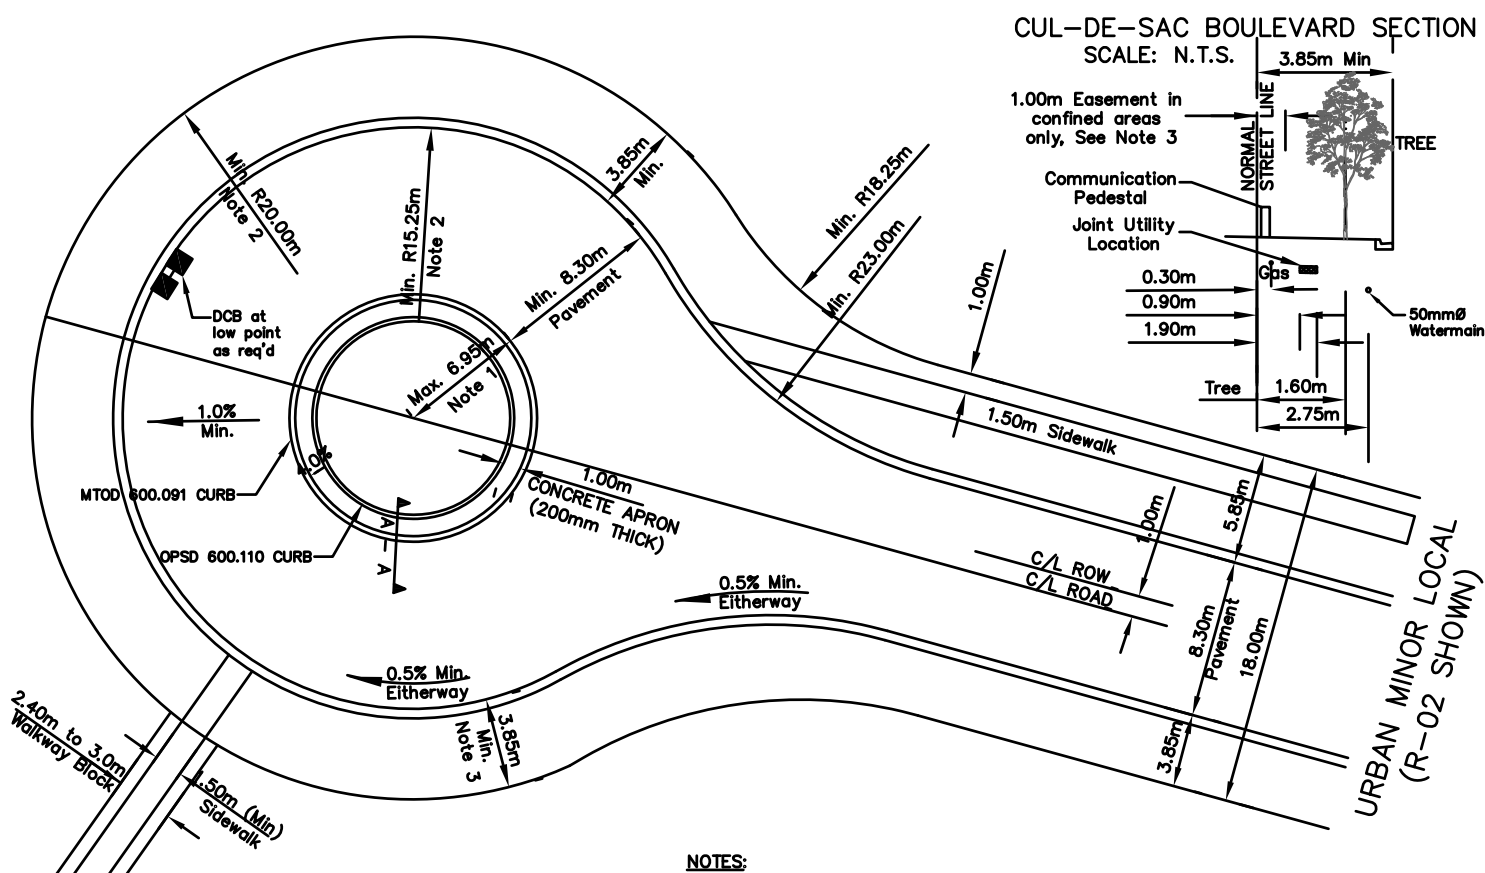 CUL-DE-SAC BOULEVARD SECTION
SCALE: N.T.S.
3.85m Min
1.00m Easement in
confined areas
only, See Note 3
NORMAL
STREET LINE
TREE
Communication
Pedestal
Joint Utility
Location
Gas
0.30m
0.90m
1.90m
50mmØ
Watermain
Tree
1.60m
2.75m
Min. R20.00m
Note 2
Min. R15.25m
Note 2
3.85m
Min.
Min. R18.25m
Min. R23.00m
Min. 8.30m
Pavement
1.00m
DCB at
low point
as req'd
Max. 6.95m
Note 1
1.0%
Min.
1.50m Sidewalk
MTOD 600.091 CURB
1.00m
CONCRETE APRON
(200mm THICK)
OPSD 600.110 CURB
A
A
1.00m
5.85m
C/L ROW
C/L ROAD
0.5% Min.
Eitherway
8.30m
Pavement
18.00m
0.5% Min.
Eitherway
3.85m
Min.
Note 3
3.85m
URBAN MINOR LOCAL
(R-02 SHOWN)
2.40m to 3.0m
Walkway Block
1.50m (Min)
Sidewalk
NOTES: